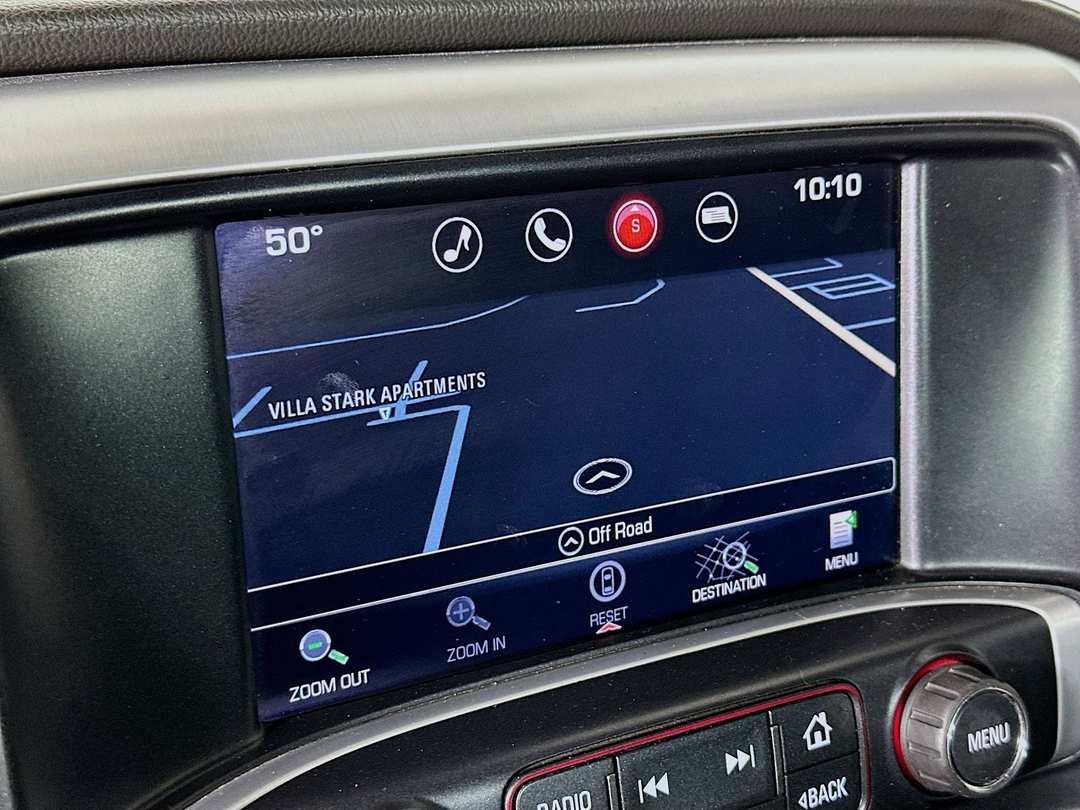 50°
S
10:10
VILLA STARK APARTMENTS
Off Road
ZOOM OUT
ZOOM IN
RESET
DESTINATION
MENU
RADIO
BACK
MENU